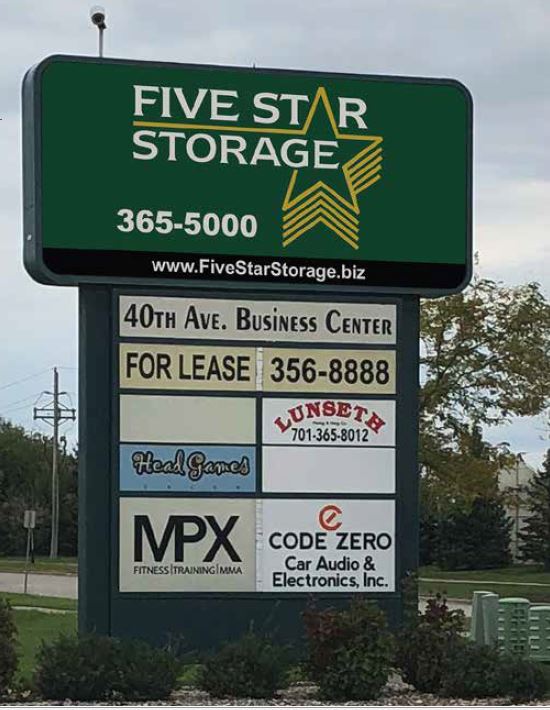 FIVE STAR
STORAGE
365-5000
www.FiveStarStorage.biz
40TH AVE. BUSINESS CENTER
FOR LEASE 356-8888
LUNSETH
701-365-8012
Head Games
MPX
FITNESS|TRAINING|MMA
CODE ZERO
Car Audio &
Electronics, Inc.